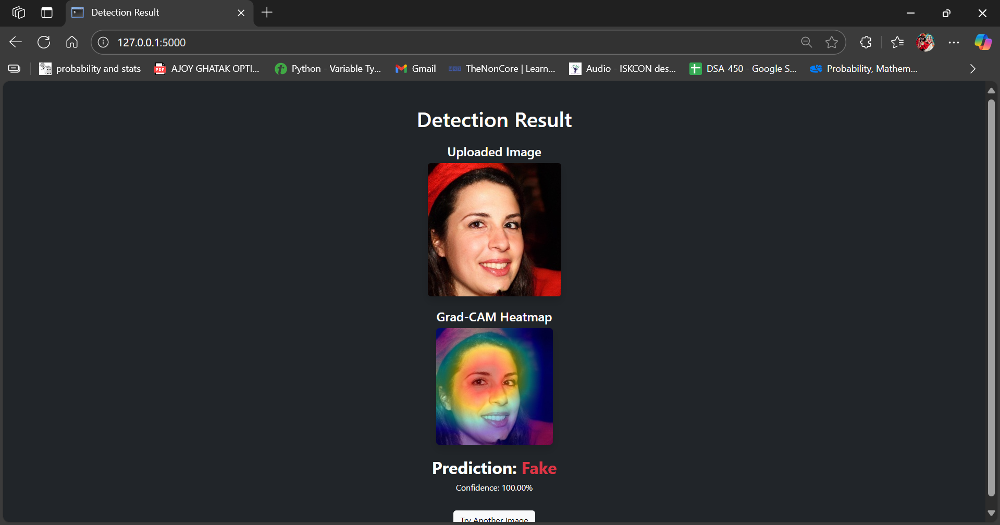 Detection Result
127.0.0.1:5000
probability and stats
PDF
AJOY GHATAK OPTI...
Python - Variable Ty...
Gmail
TheNonCore | Learn...
Audio - ISKCON des...
DSA-450 - Google S...
Probability, Mathem...
Detection Result
Uploaded Image
Grad-CAM Heatmap
Prediction: Fake
Confidence: 100.00%
Try Another Image